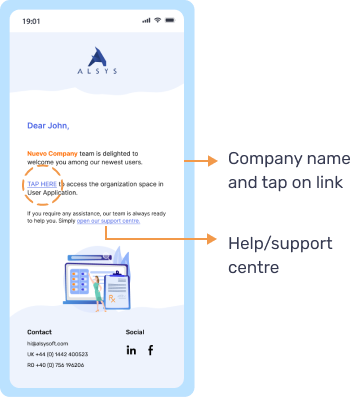 19:01
ALSYS
Dear John,
Nuevo Company team is delighted to
welcome you among our newest users.
TAP HERE to access the organization space in
User Application.
If you require any assistance, our team is always ready
to help you. Simply open our support centre.
Company name
and tap on link
Help/support
centre
Rx
Contact
Social
hi@alsysoft.com
UK +44 (0) 1442 400523
RO +40 (0) 756 196206
in f